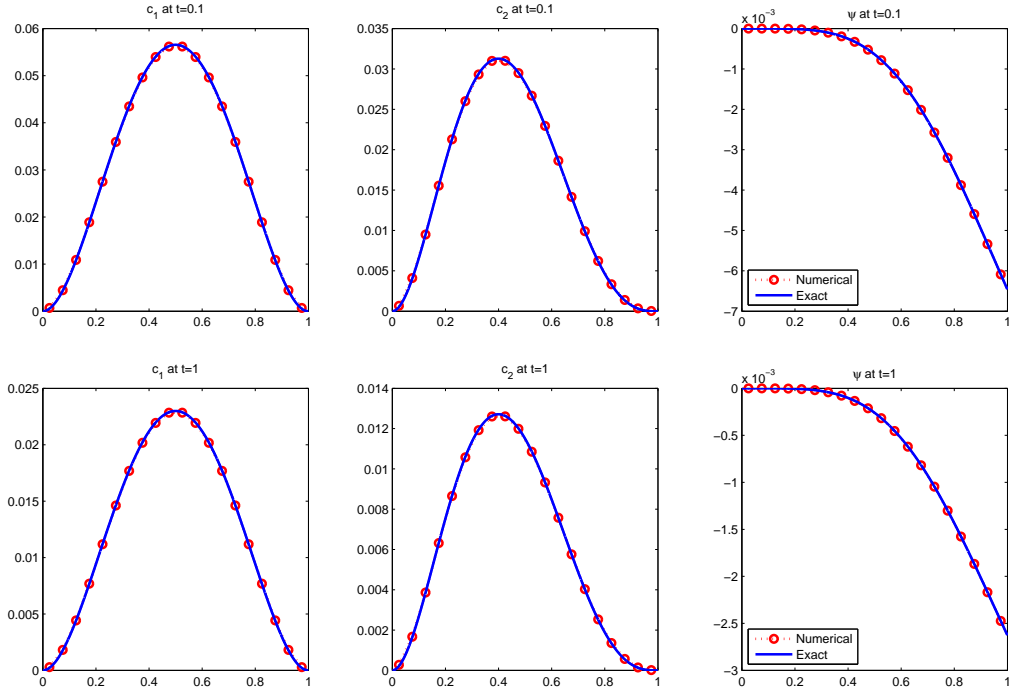 c1 at t=0.1
0.06
0.05
0.04
0.03
0.02
0.01
0
0 0.2 0.4 0.6 0.8 1
c2 at t=0.1
0.035
0.03
0.025
0.02
0.015
0.01
0.005
0
0 0.2 0.4 0.6 0.8 1
ψ at t=0.1
x 10−3
0
−1
−2
−3
−4
−5
−6
−7
0 0.2 0.4 0.6 0.8 1
Numerical
Exact
c1 at t=1
0.025
0.02
0.015
0.01
0.005
0
0 0.2 0.4 0.6 0.8 1
c2 at t=1
0.014
0.012
0.01
0.008
0.006
0.004
0.002
0
0 0.2 0.4 0.6 0.8 1
ψ at t=1
x 10−3
0
−0.5
−1
−1.5
−2
−2.5
−3
0 0.2 0.4 0.6 0.8 1
Numerical
Exact